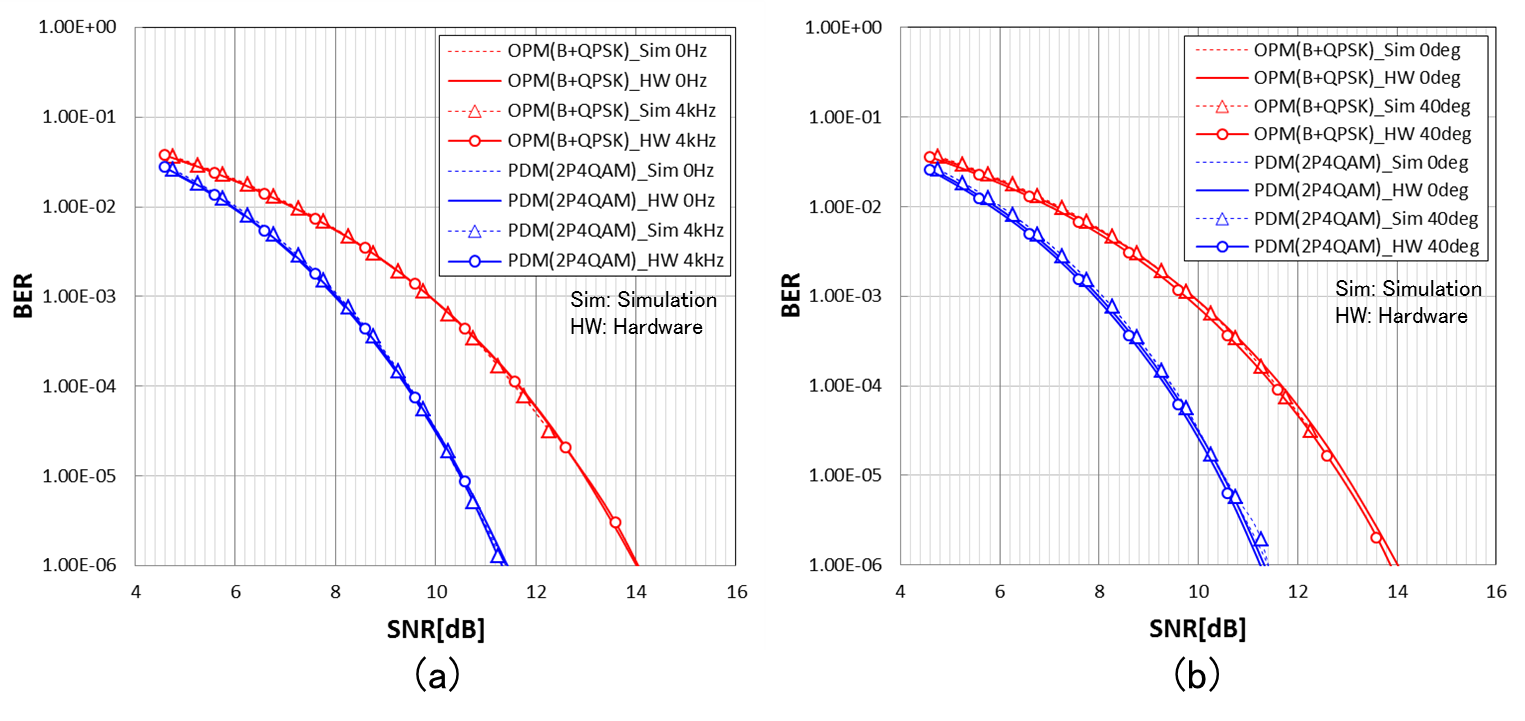 1.00E+00
1.00E-01
1.00E-02
1.00E-03
1.00E-04
1.00E-05
1.00E-06
BER
OPM(B+QPSK)_Sim 0Hz
OPM(B+QPSK)_HW 0Hz
OPM(B+QPSK)_Sim 4kHz
OPM(B+QPSK)_HW 4kHz
PDM(2P4QAM)_Sim 0Hz
PDM(2P4QAM)_HW 0Hz
PDM(2P4QAM)_Sim 4kHz
PDM(2P4QAM)_HW 4kHz
Sim: Simulation
HW: Hardware
4 6 8 10 12 14 16
SNR[dB]
(a)
1.00E+00
1.00E-01
1.00E-02
1.00E-03
1.00E-04
1.00E-05
1.00E-06
BER
OPM(B+QPSK)_Sim 0deg
OPM(B+QPSK)_HW 0deg
OPM(B+QPSK)_Sim 40deg
OPM(B+QPSK)_HW 40deg
PDM(2P4QAM)_Sim 0deg
PDM(2P4QAM)_HW 0deg
PDM(2P4QAM)_Sim 40deg
PDM(2P4QAM)_HW 40deg
Sim: Simulation
HW: Hardware
4 6 8 10 12 14 16
SNR[dB]
(b)